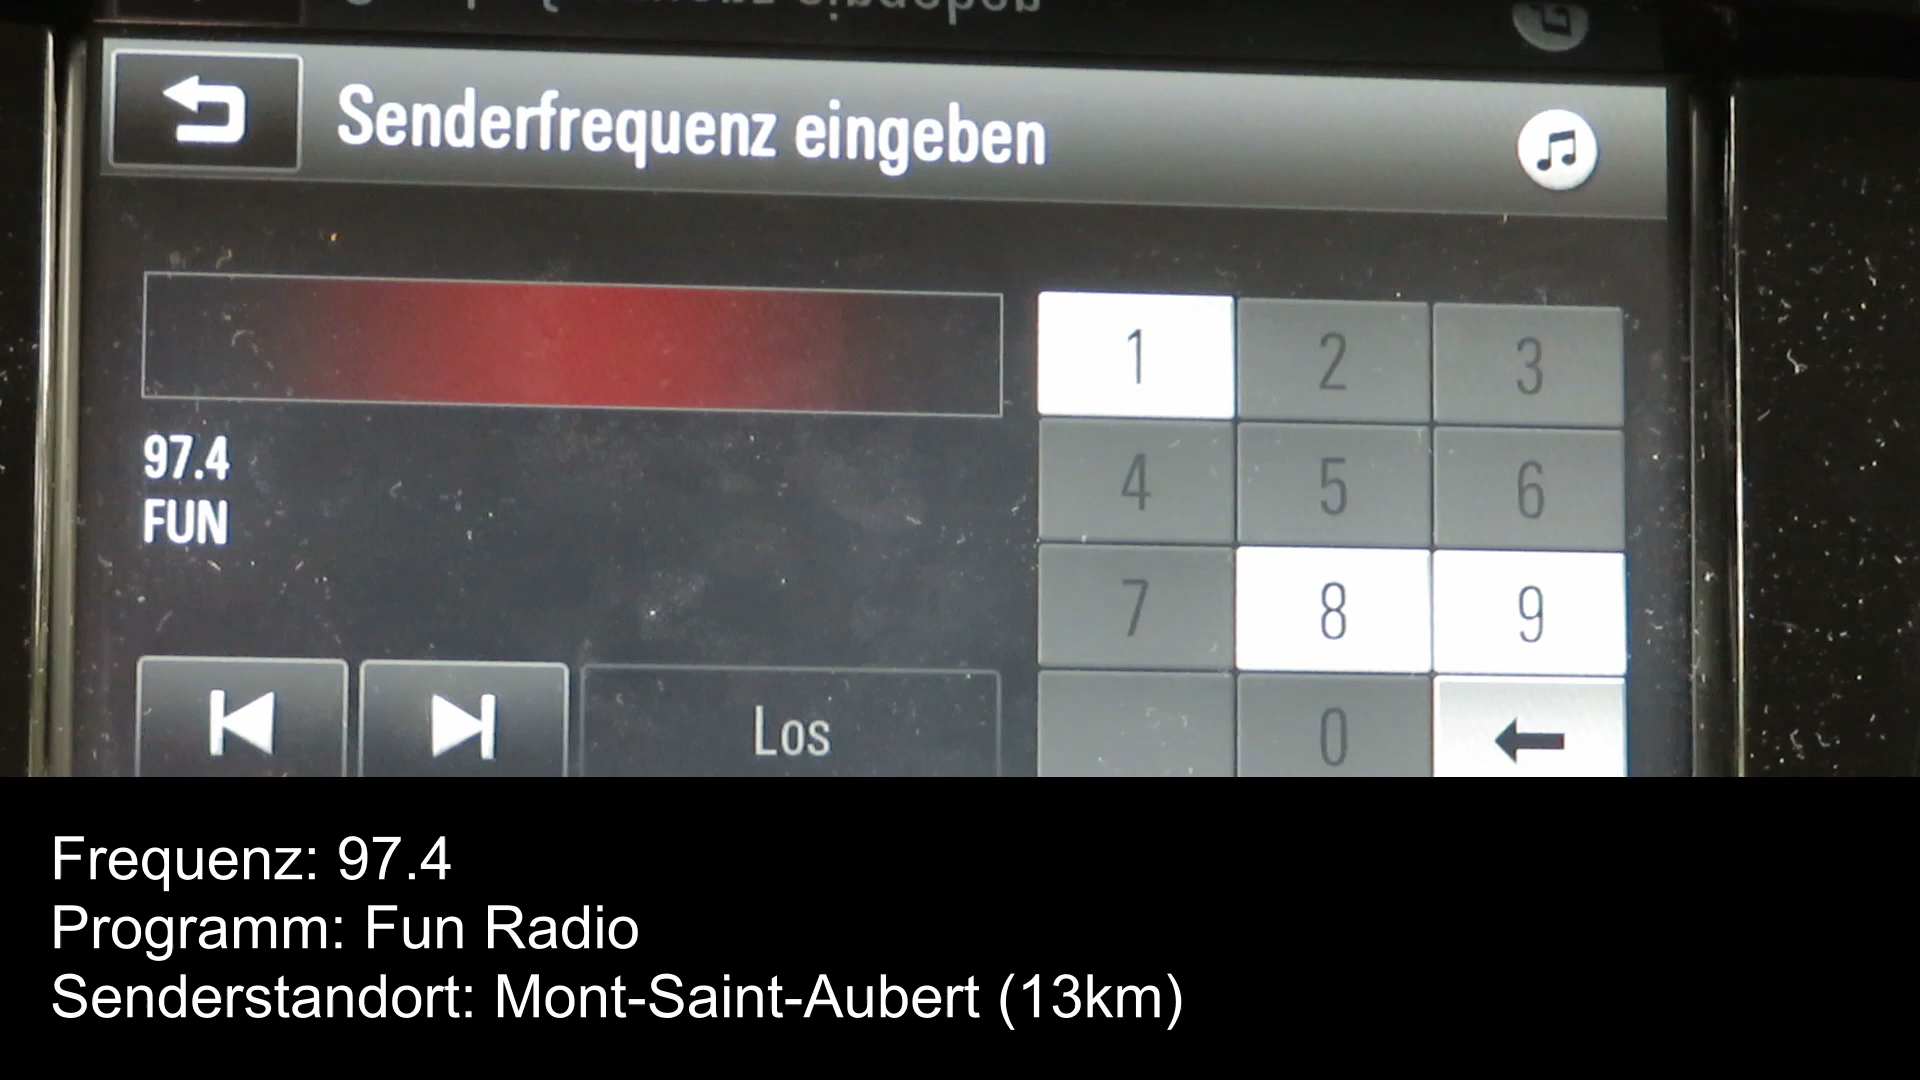 Senderfrequenz eingeben
1 2 3
97.4
4 5 6
FUN
7 8 9
Los
0
Frequenz: 97.4
Programm: Fun Radio
Senderstandort: Mont-Saint-Aubert (13km)